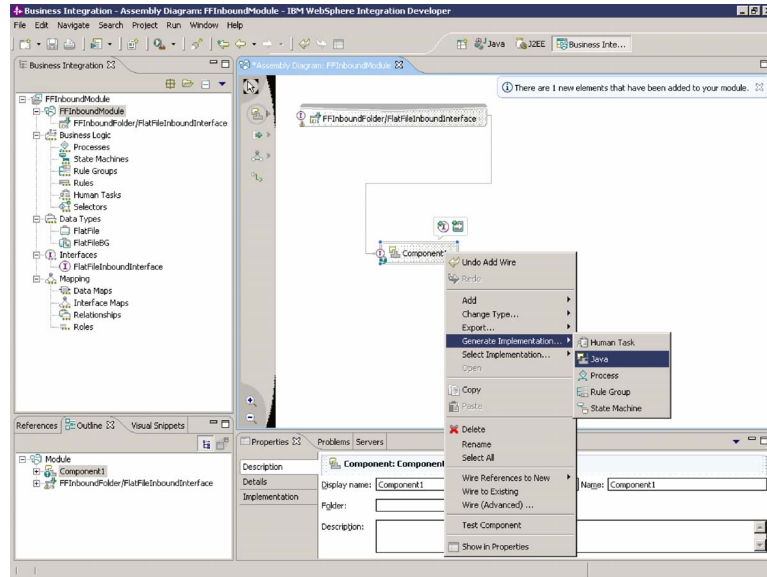 Business Integration - Assembly Diagram: FFInboundModule - IBM WebSphere Integration Developer
File Edit Navigate Search Project Run Window Help
Java J2EE Business Inte...
Business Integration
*Assembly Diagram: FFInboundModule
There are 1 new elements that have been added to your module.
FFInboundModule
FFInboundModule
FFInboundFolder/FlatFileInboundInterface
Business Logic
Processes
State Machines
Rule Groups
Rules
Human Tasks
Selectors
Data Types
FlatFile
FlatFileBG
Interfaces
FlatFileInboundInterface
Mapping
Data Maps
Interface Maps
Relationships
Roles
FFInboundFolder/FlatFileInboundInterface
Component1
Undo Add Wire
Redo
Add
Change Type...
Export...
Generate Implementation...
Select Implementation...
Open
Copy
Paste
Delete
Rename
Select All
Wire References to New
Wire to Existing
Wire (Advanced) ...
Test Component
Show in Properties
Human Task
Java
Process
Rule Group
State Machine
References Outline Visual Snippets
Module
Component1
FFInboundFolder/FlatFileInboundInterface
Properties Problems Servers
Description
Details
Implementation
Component: Component
Display name: Component1
Name: Component1
Folder:
Description: